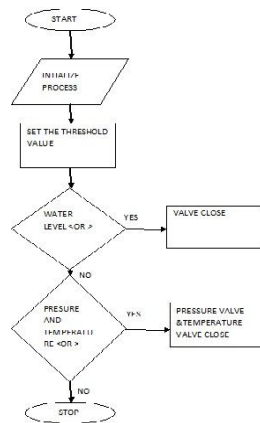 START
INITIALIZE
PROCESS
SET THE THRESHOLD
VALUE
WATER
LEVEL <OR >
YES
VALVE CLOSE
NO
PRESURE
AND
TEMPERATU
RE <OR >
YES
PRESSURE VALVE
&TEMPERATURE
VALVE CLOSE
NO
STOP